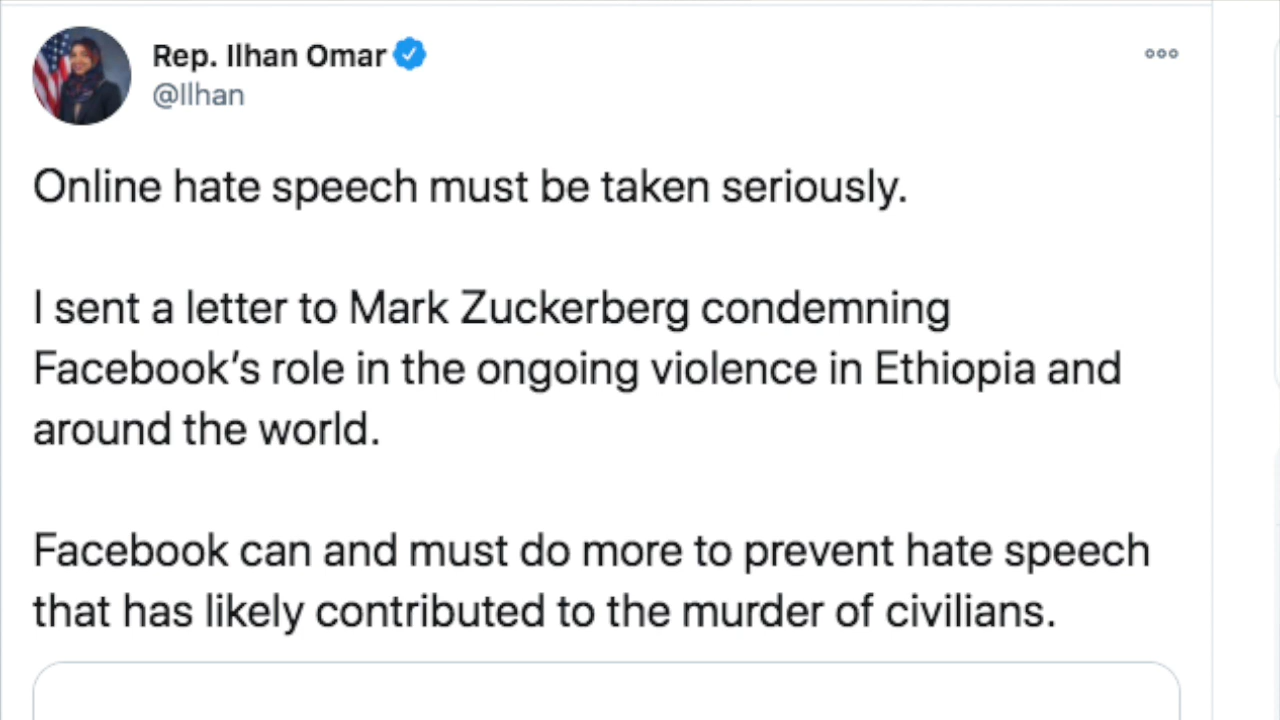 Rep. Ilhan Omar
@Ilhan
Online hate speech must be taken seriously.
I sent a letter to Mark Zuckerberg condemning
Facebook’s role in the ongoing violence in Ethiopia and
around the world.
Facebook can and must do more to prevent hate speech
that has likely contributed to the murder of civilians.